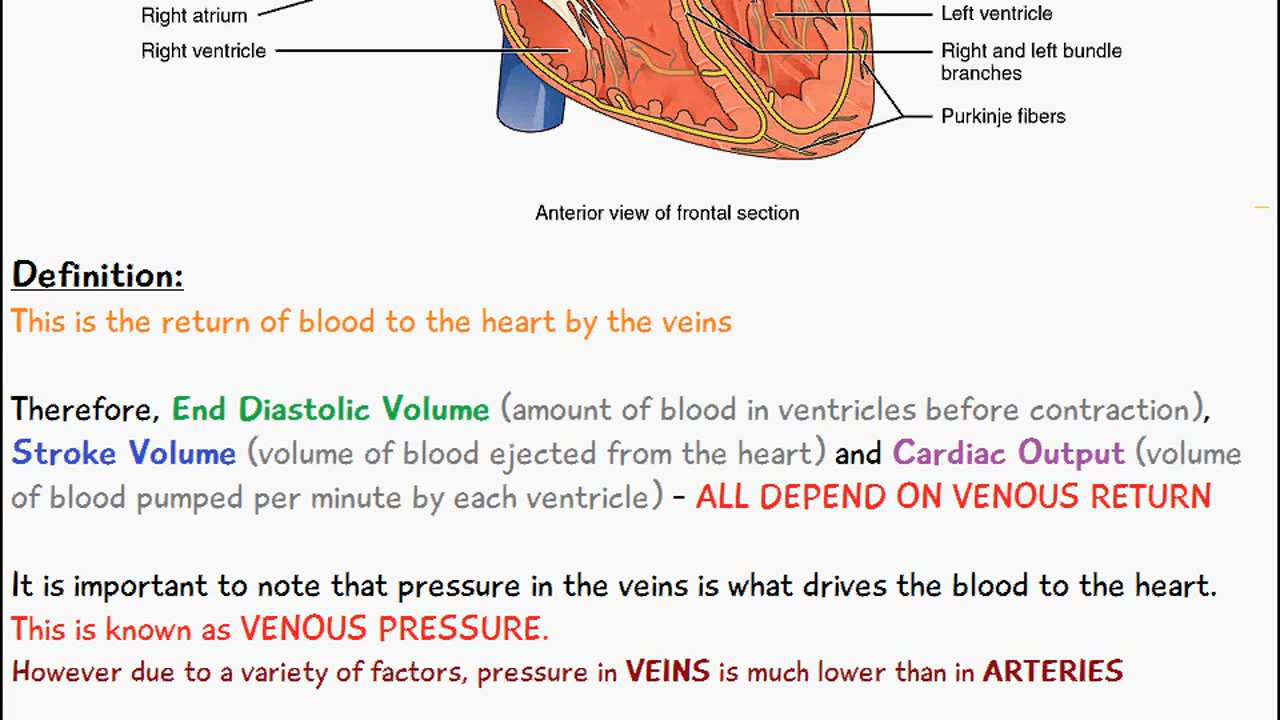 Right atrium
Left ventricle
Right ventricle
Right and left bundle
branches
Purkinje fibers
Anterior view of frontal section
Definition:
This is the return of blood to the heart by the veins
Therefore, End Diastolic Volume (amount of blood in ventricles before contraction),
Stroke Volume (volume of blood ejected from the heart) and Cardiac Output (volume
of blood pumped per minute by each ventricle) - ALL DEPEND ON VENOUS RETURN
It is important to note that pressure in the veins is what drives the blood to the heart.
This is known as VENOUS PRESSURE.
However due to a variety of factors, pressure in VEINS is much lower than in ARTERIES